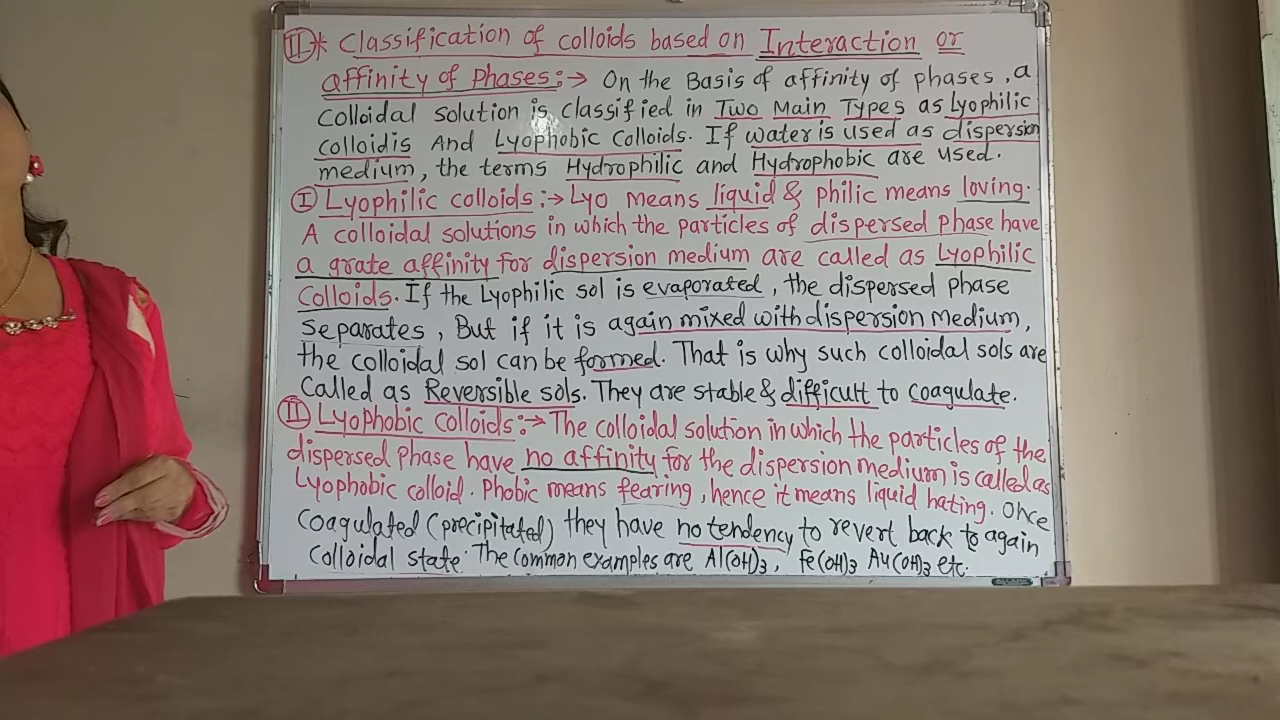 II * Classification of colloids based on Interaction or
affinity of Phases:→ On the Basis of affinity of phases, a
colloidal solution is classified in Two Main Types as Lyophilic
colloidis And Lyophobic Colloids. If water is used as dispersion
medium, the terms Hydrophilic and Hydrophobic are used.
I Lyophilic colloids:→ Lyo means liquid & philic means loving.
A colloidal solutions in which the particles of dispersed phase have
a grate affinity for dispersion medium are called as Lyophilic
Colloids. If the Lyophilic sol is evaporated, the dispersed phase
separates, But if it is again mixed with dispersion Medium,
the colloidal sol can be formed. That is why such colloidal sols are
Called as Reversible sols. They are stable & difficult to coagulate.
II Lyophobic Colloids:→ The colloidal solution in which the particles of the
dispersed phase have no affinity for the dispersion medium is called as
Lyophobic colloid. Phobic means fearing, hence it means liquid hating. Once
coagulated (precipitated) they have no tendency to revert back to again
colloidal state. The common examples are Al(OH)3, Fe(OH)3 Au(OH)3 etc.